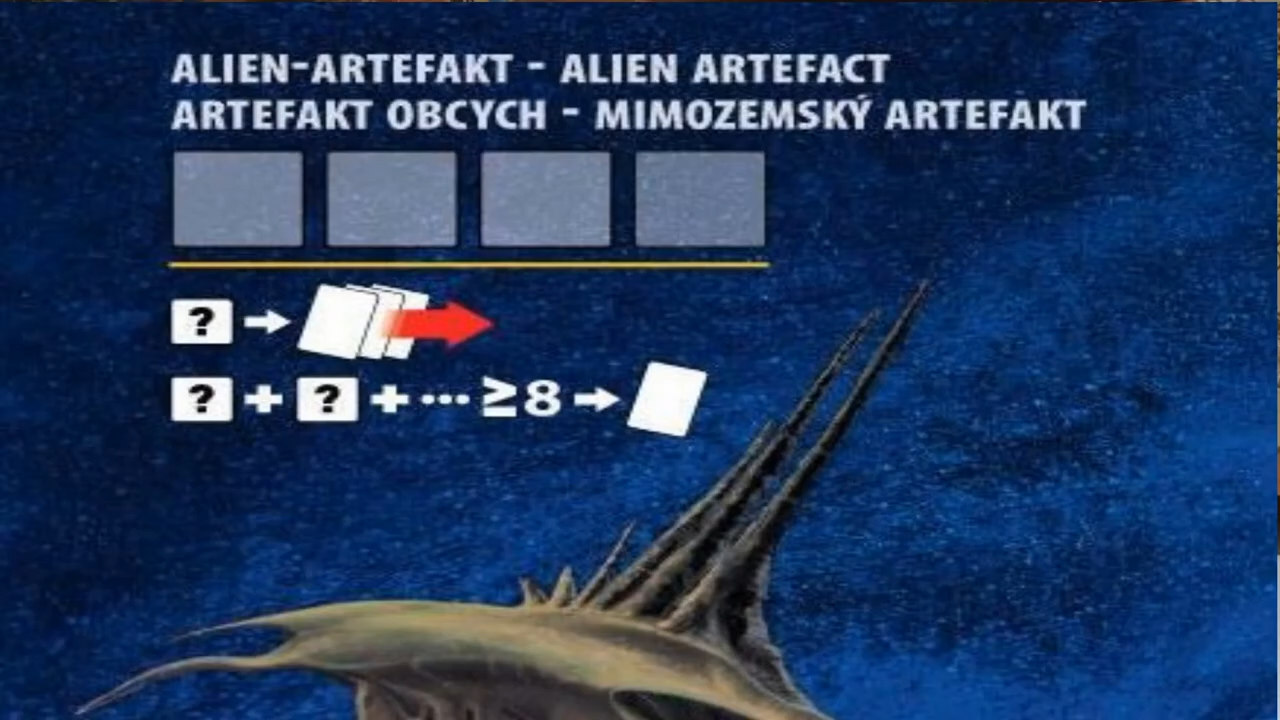 ALIEN-ARTEFAKT - ALIEN ARTEFACT
ARTEFAKT OBCYCH - MIMOZEMSKÝ ARTEFAKT
?
? + ? + ... ≥8